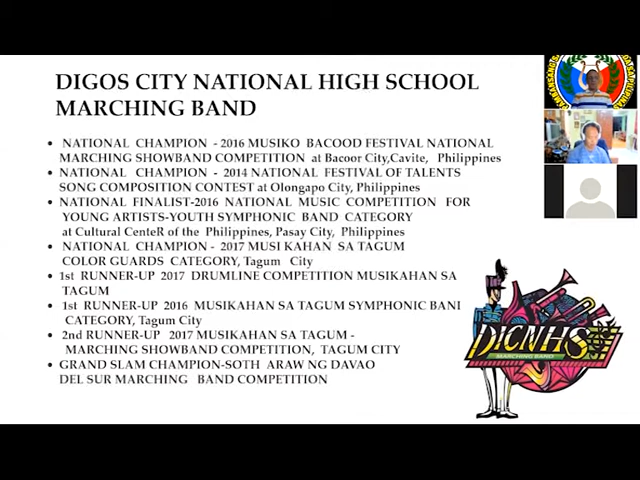 DIGOS CITY NATIONAL HIGH SCHOOL
MARCHING BAND
• NATIONAL CHAMPION - 2016 MUSIKO BACOOD FESTIVAL NATIONAL
MARCHING SHOWBAND COMPETITION at Bacoor City,Cavite, Philippines
• NATIONAL CHAMPION - 2014 NATIONAL FESTIVAL OF TALENTS
SONG COMPOSITION CONTEST at Olongapo City, Philippines
• NATIONAL FINALIST-2016 NATIONAL MUSIC COMPETITION FOR
YOUNG ARTISTS-YOUTH SYMPHONIC BAND CATEGORY
at Cultural CenteR of the Philippines, Pasay City, Philippines
• NATIONAL CHAMPION - 2017 MUSI KAHAN SA TAGUM
COLOR GUARDS CATEGORY, Tagum City
• 1st RUNNER-UP 2017 DRUMLINE COMPETITION MUSIKAHAN SA
TAGUM
• 1st RUNNER-UP 2016 MUSIKAHAN SA TAGUM SYMPHONIC BAN
CATEGORY, Tagum City
• 2nd RUNNER-UP 2017 MUSIKAHAN SA TAGUM -
MARCHING SHOWBAND COMPETITION, TAGUM CITY
• GRAND SLAM CHAMPION-50TH ARAW NG DAVAO
DEL SUR MARCHING BAND COMPETITION
DICNHS
MARCHING BAND